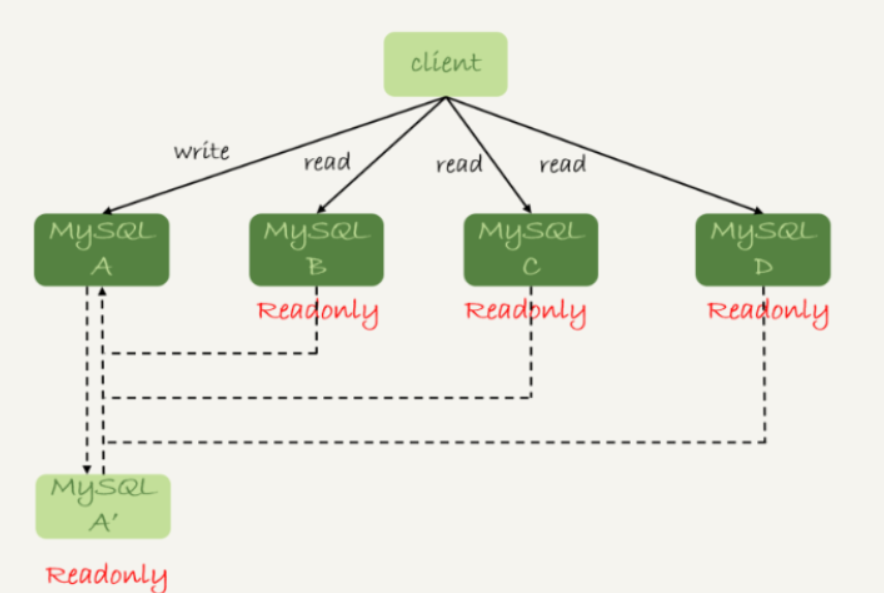 client
write
read
read
read
MySQL
A
MySQL
B
MySQL
C
MySQL
D
Readonly
Readonly
Readonly
MySQL
A'
Readonly